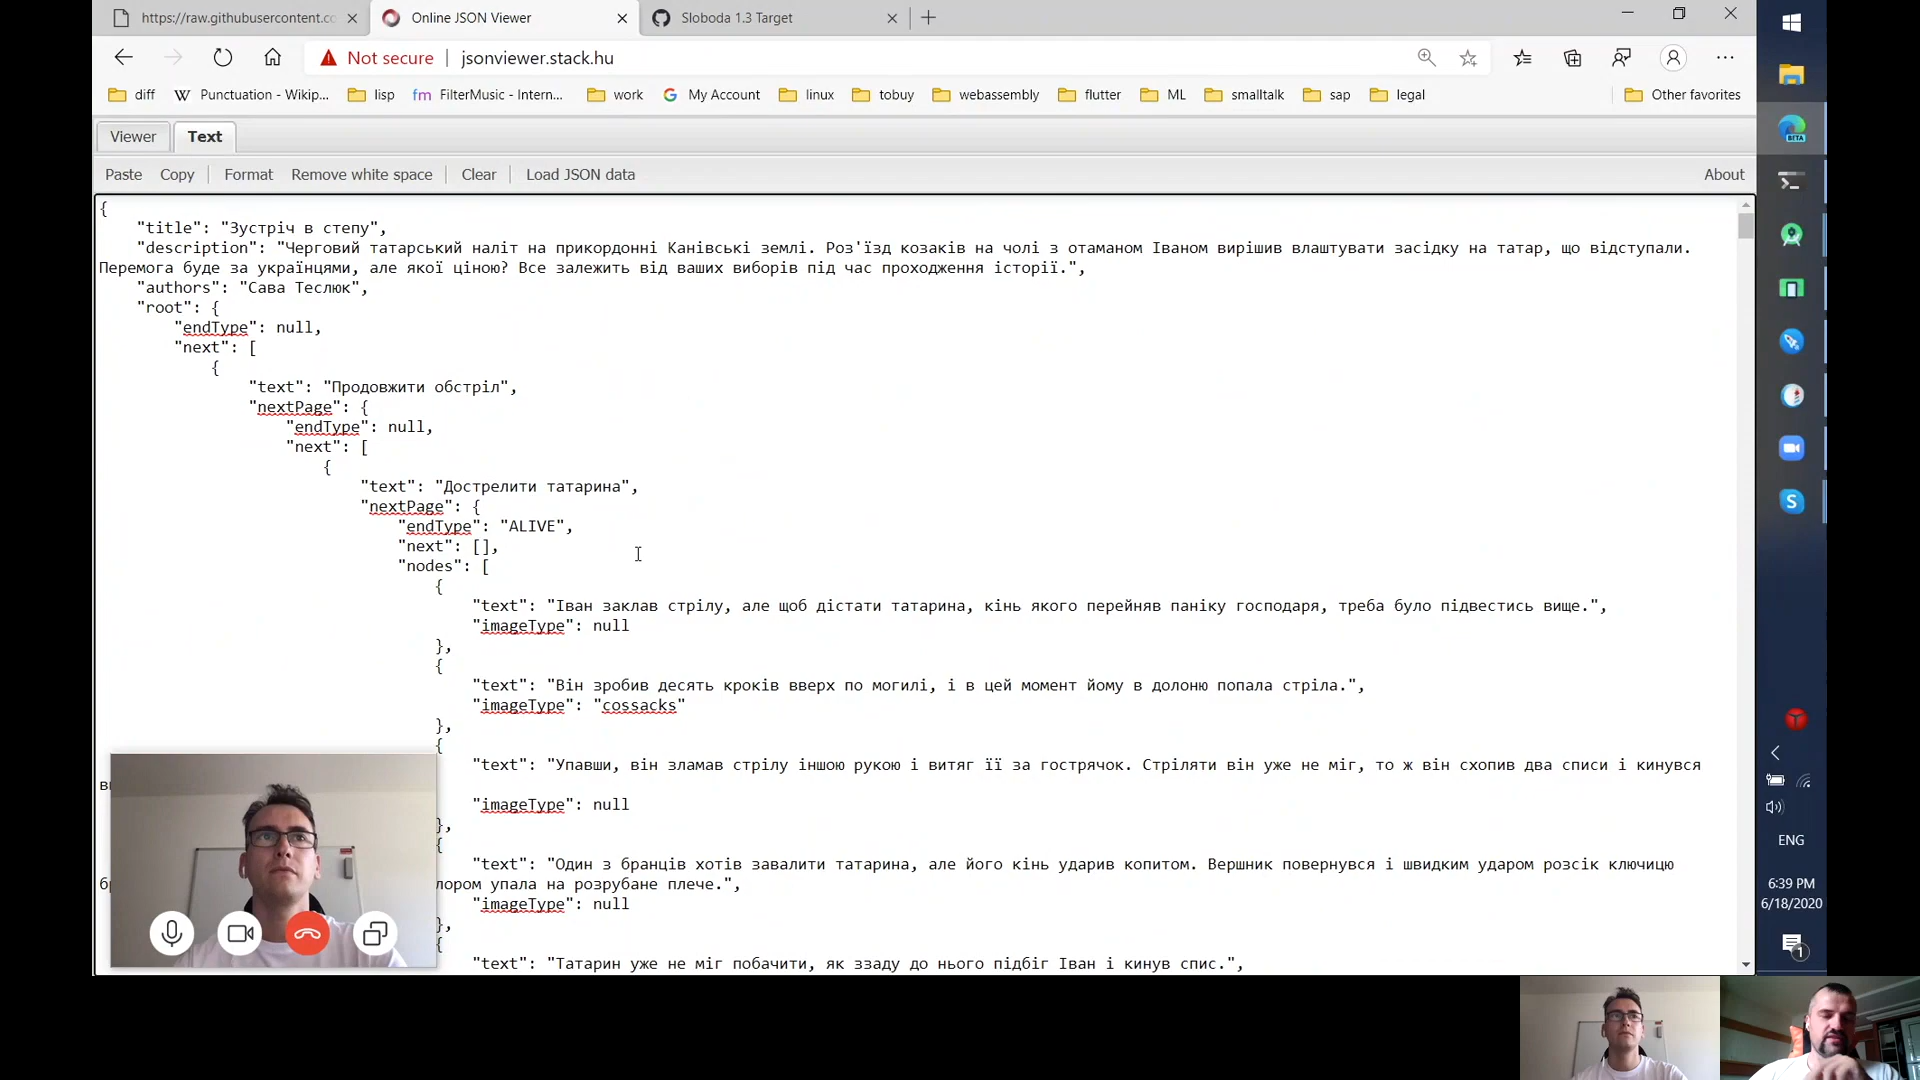 https://raw.githubusercontent.co
Online JSON Viewer
Sloboda 1.3 Target
Not secure
jsonviewer.stack.hu
diff
Punctuation - Wikip...
lisp
FilterMusic - Intern...
work
My Account
linux
tobuy
webassembly
flutter
ML
smalltalk
sap
legal
Other favorites
Viewer
Text
Paste
Copy
Format
Remove white space
Clear
Load JSON data
About
{
"title": "Зустріч в степу",
"description": "Черговий татарський наліт на прикордонні Канівські землі. Роз'їзд козаків на чолі з отаманом Іваном вирішив влаштувати засідку на татар, що відступали.
Перемога буде за українцями, але якої ціною? Все залежить від ваших виборів під час проходження історії.",
"authors": "Сава Теслюк",
"root": {
"endType": null,
"next": [
{
"text": "Продовжити обстріл",
"nextPage": {
"endType": null,
"next": [
{
"text": "Дострелити татарина",
"nextPage": {
"endType": "ALIVE",
"next": [],
"nodes": [
{
"text": "Іван заклав стрілу, але щоб дістати татарина, кінь якого перейняв паніку господаря, треба було підвестись вище.",
"imageType": null
},
{
"text": "Він зробив десять кроків вверх по могилі, і в цей момент йому в долоню попала стріла.",
"imageType": "cossacks"
},
{
"text": "Упавши, він зламав стрілу іншою рукою і витяг її за гострячок. Стріляти він уже не міг, то ж він схопив два списи і кинувся
"imageType": null
},
{
"text": "Один з бранців хотів завалити татарина, але його кінь ударив копитом. Вершник повернувся і швидким ударом розсік ключицю
лором упала на розрубане плече.",
"imageType": null
},
{
"text": "Татарин уже не міг побачити, як ззаду до нього підбіг Іван і кинув спис.",
BETA
ENG
6:39 PM
6/18/2020
1